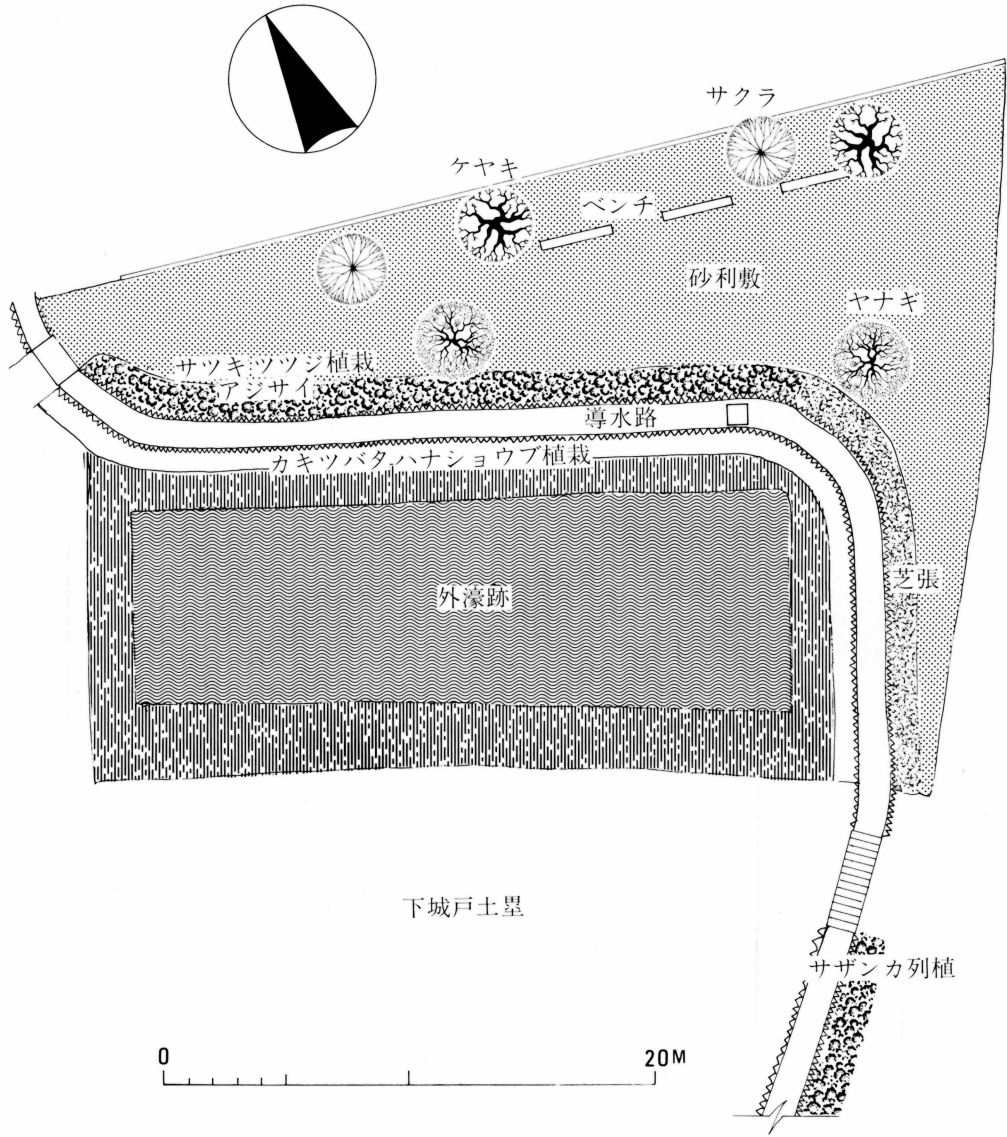 サクラ
ケヤキ
ベンチ
砂利敷
ヤナギ
サツキ ツツジ植栽
アジサイ
導水路
カキツバタ ハナショウブ植栽
外濠跡
芝張
下城戸土塁
サザンカ列植
0 20M